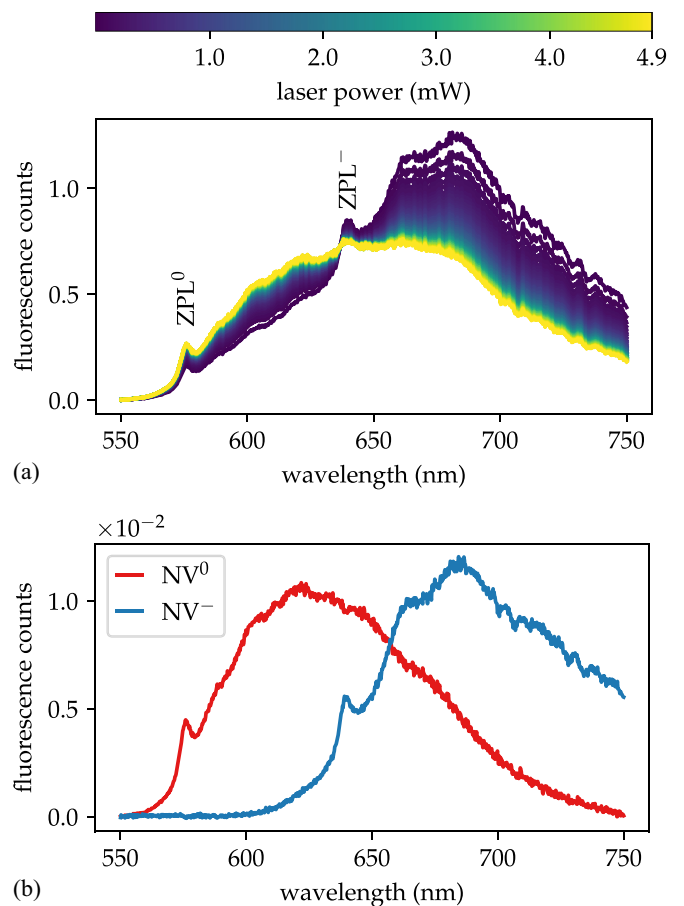 1.0 2.0 3.0 4.0 4.9
laser power (mW)
fluorescence counts
1.0
0.5
0.0
ZPL⁰
ZPL⁻
550 600 650 700 750
wavelength (nm)
(a)
×10⁻²
fluorescence counts
1.0
0.5
0.0
NV⁰
NV⁻
550 600 650 700 750
wavelength (nm)
(b)